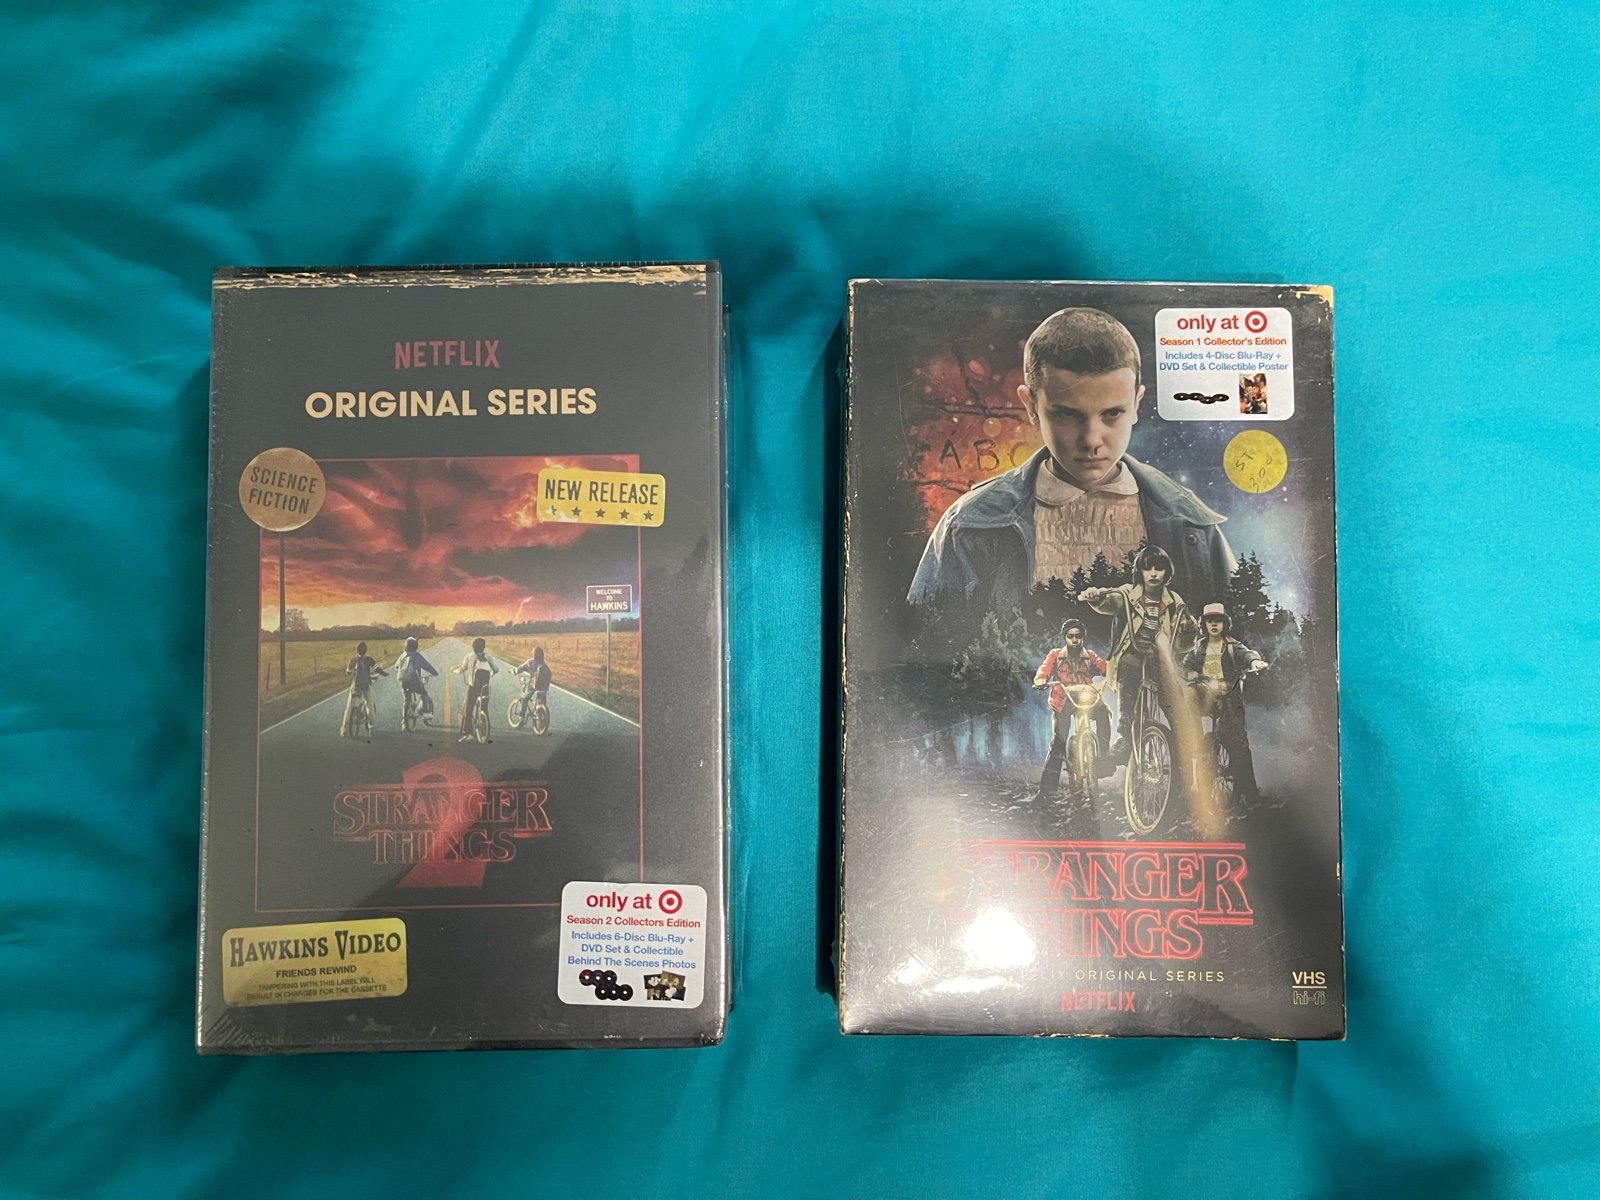 NETFLIX
ORIGINAL SERIES
SCIENCE
FICTION
NEW RELEASE
WELCOME
TO
HAWKINS
2
STRANGER
THINGS
HAWKINS VIDEO
FRIENDS REWIND
TAMPERING WITH THIS LABEL WILL
RESULT IN CHARGES FOR THE CASSETTE
only at
Season 2 Collectors Edition
Includes 6-Disc Blu-Ray +
DVD Set & Collectible
Behind The Scenes Photos
only at
Season 1 Collector's Edition
Includes 4-Disc Blu-Ray +
DVD Set & Collectible Poster
ABC
STRANGER
THINGS
ORIGINAL SERIES
NETFLIX
VHS
hi-fi